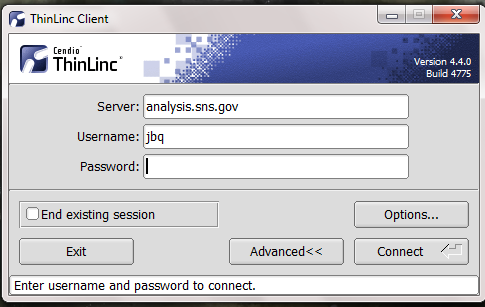 ThinLinc Client
Cendio
ThinLinc
Version 4.4.0
Build 4775
Server: analysis.sns.gov
Username: jbq
Password:
End existing session
Options...
Exit
Advanced<<
Connect
Enter username and password to connect.